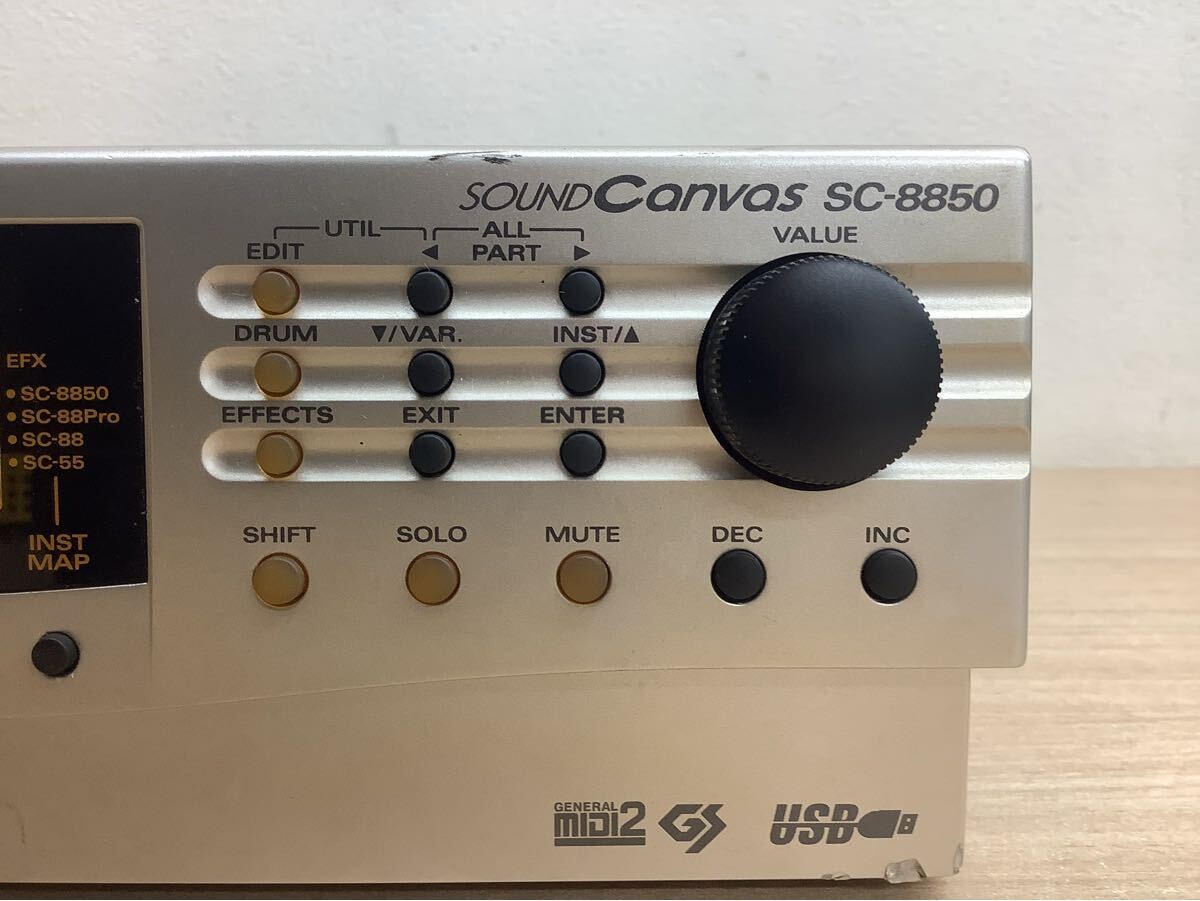 SOUND Canvas SC-8850
UTIL ALL
EDIT ◀ PART ▶ VALUE
DRUM ▼/VAR. INST/▲
EFX
• SC-8850
• SC-88Pro
• SC-88
• SC-55
EFFECTS EXIT ENTER
INST
MAP
SHIFT SOLO MUTE DEC INC
GENERAL
MIDI2 GS USB